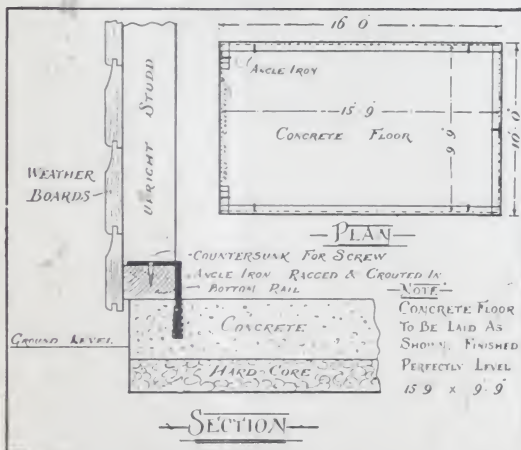 16' 0"
ANGLE IRON
15' 9"
CONCRETE FLOOR
9' 9"
10' 0"
PLAN
WEATHER
BOARDS
UPRIGHT STUDD
COUNTERSUNK FOR SCREW
ANGLE IRON RAGGED & GROUTED IN
BOTTOM RAIL
GROUND LEVEL
CONCRETE
HARD-CORE
SECTION
NOTE
CONCRETE FLOOR
TO BE LAID AS
SHOWN. FINISHED
PERFECTLY LEVEL
15' 9" x 9' 9"